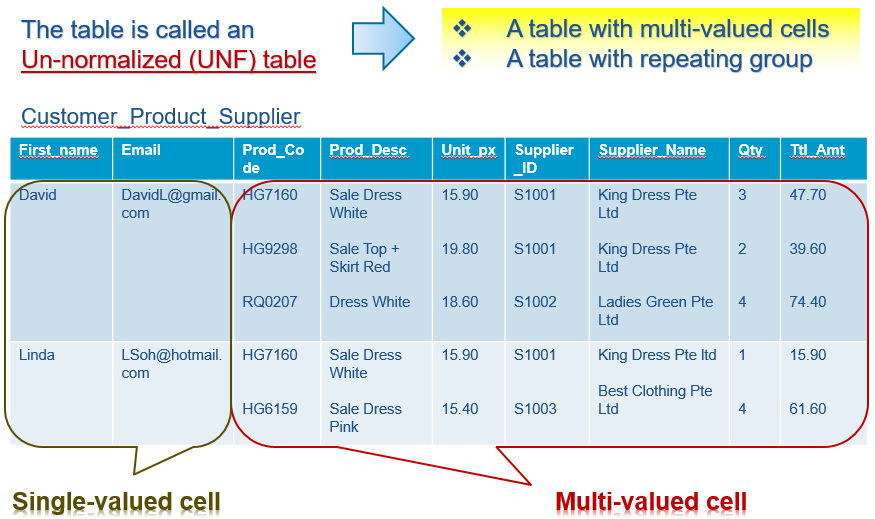 The table is called an
Un-normalized (UNF) table
❖ A table with multi-valued cells
❖ A table with repeating group
Customer_Product_Supplier
First_name Email Prod_Co Prod_Desc Unit_px Supplier Supplier_Name Qty Ttl_Amt
de _ID
David DavidL@gmail. HG7160 Sale Dress 15.90 S1001 King Dress Pte 3 47.70
com White Ltd
HG9298 Sale Top + 19.80 S1001 King Dress Pte 2 39.60
Skirt Red Ltd
RQ0207 Dress White 18.60 S1002 Ladies Green Pte 4 74.40
Ltd
Linda LSoh@hotmail. HG7160 Sale Dress 15.90 S1001 King Dress Pte ltd 1 15.90
com White
Best Clothing Pte
HG6159 Sale Dress 15.40 S1003 Ltd 4 61.60
Pink
Single-valued cell
Multi-valued cell